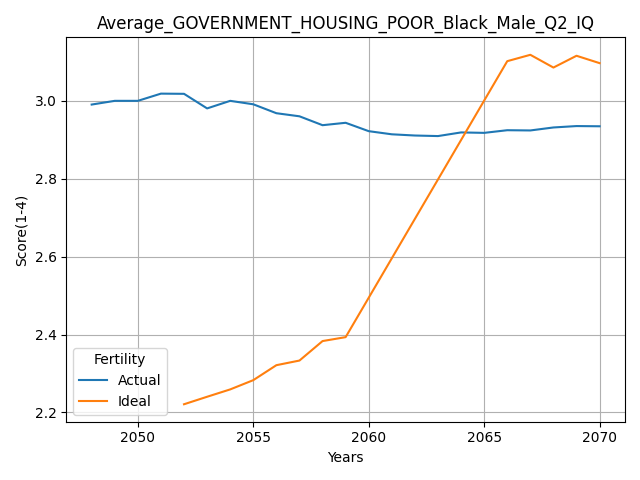 Average_GOVERNMENT_HOUSING_POOR_Black_Male_Q2_IQ
Score(1-4)
3.0
2.8
2.6
2.4
2.2
Fertility
Actual
Ideal
2050 2055 2060 2065 2070
Years